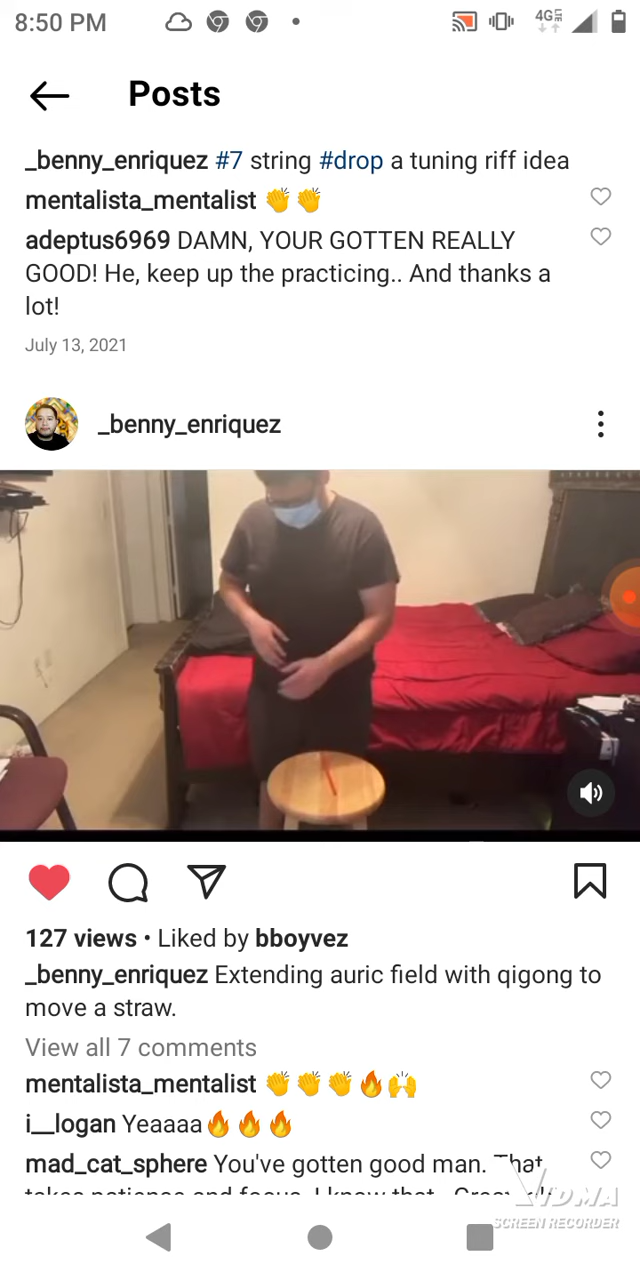 8:50 PM
4G
Posts
_benny_enriquez #7 string #drop a tuning riff idea
mentalista_mentalist 👏👏
adeptus6969 DAMN, YOUR GOTTEN REALLY
GOOD! He, keep up the practicing.. And thanks a
lot!
July 13, 2021
_benny_enriquez
127 views • Liked by bboyvez
_benny_enriquez Extending auric field with qigong to
move a straw.
View all 7 comments
mentalista_mentalist 👏👏👏🔥🙌
i__logan Yeaaaa🔥🔥🔥
mad_cat_sphere You've gotten good man. That
takes patience and focus. I know that
VIDMA
SCREEN RECORDER